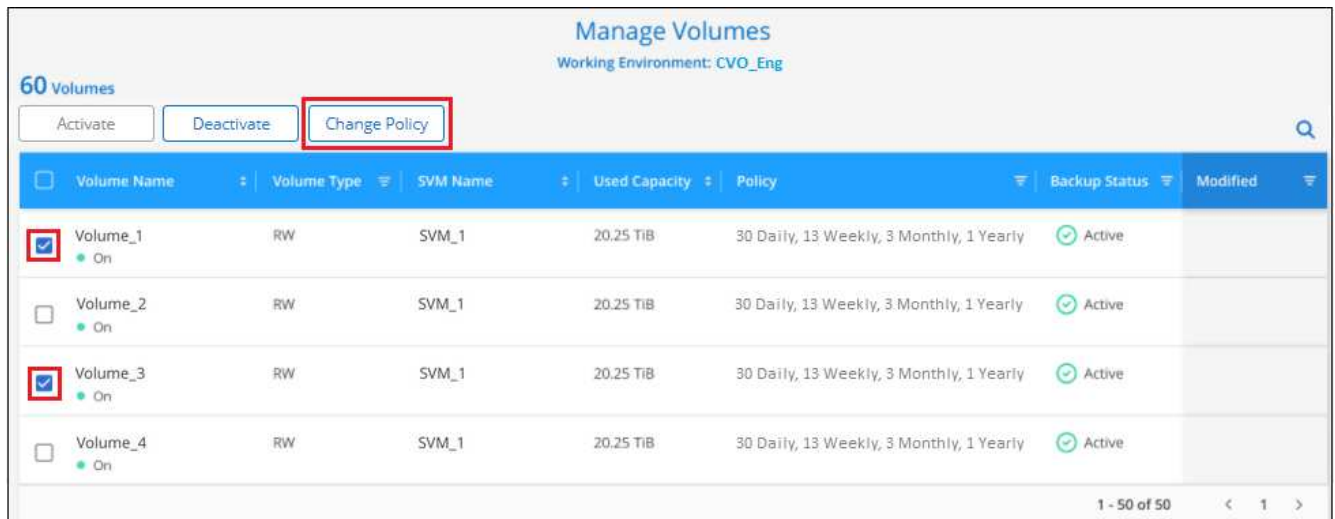 Manage Volumes
Working Environment: CVO_Eng
60 Volumes
Activate Deactivate Change Policy
Volume Name Volume Type SVM Name Used Capacity Policy Backup Status Modified
Volume_1 RW SVM_1 20.25 TiB 30 Daily, 13 Weekly, 3 Monthly, 1 Yearly Active
On
Volume_2 RW SVM_1 20.25 TiB 30 Daily, 13 Weekly, 3 Monthly, 1 Yearly Active
On
Volume_3 RW SVM_1 20.25 TiB 30 Daily, 13 Weekly, 3 Monthly, 1 Yearly Active
On
Volume_4 RW SVM_1 20.25 TiB 30 Daily, 13 Weekly, 3 Monthly, 1 Yearly Active
On
1 - 50 of 50 < 1 >